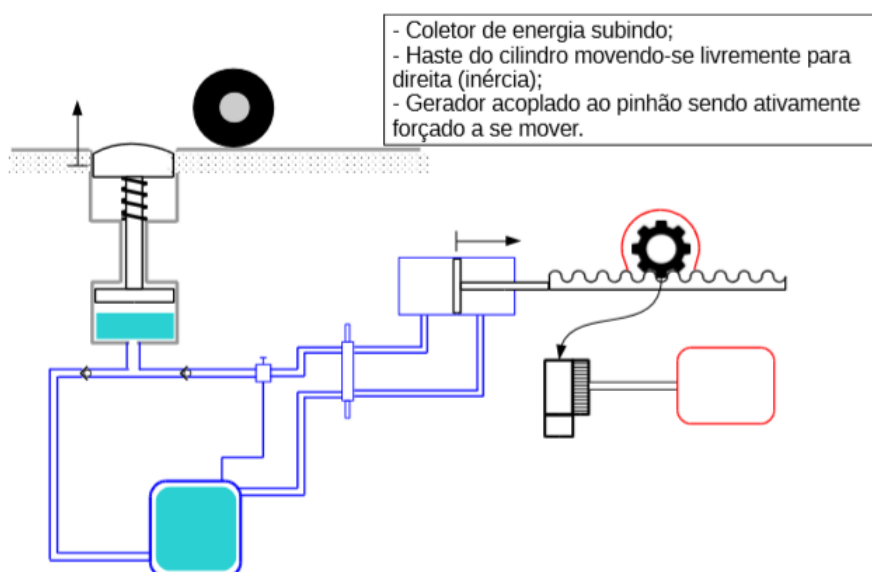 - Coletor de energia subindo;
- Haste do cilindro movendo-se livremente para
direita (inércia);
- Gerador acoplado ao pinhão sendo ativamente
forçado a se mover.